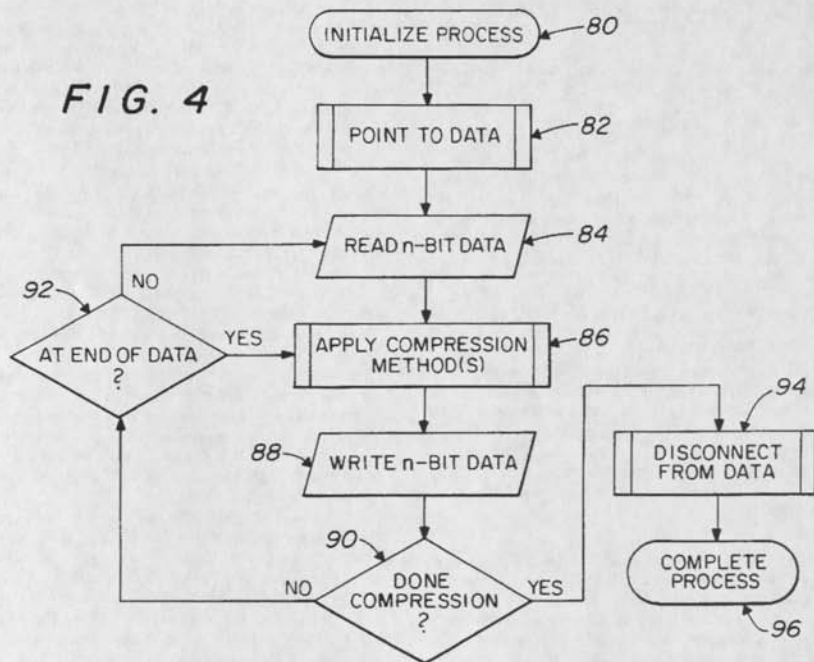 FIG. 4
INITIALIZE PROCESS
80
POINT TO DATA
82
READ n-BIT DATA
84
NO
92
AT END OF DATA
?
YES
APPLY COMPRESSION
METHOD(S)
86
88
WRITE n-BIT DATA
94
DISCONNECT
FROM DATA
90
NO
DONE
COMPRESSION
?
YES
COMPLETE
PROCESS
96